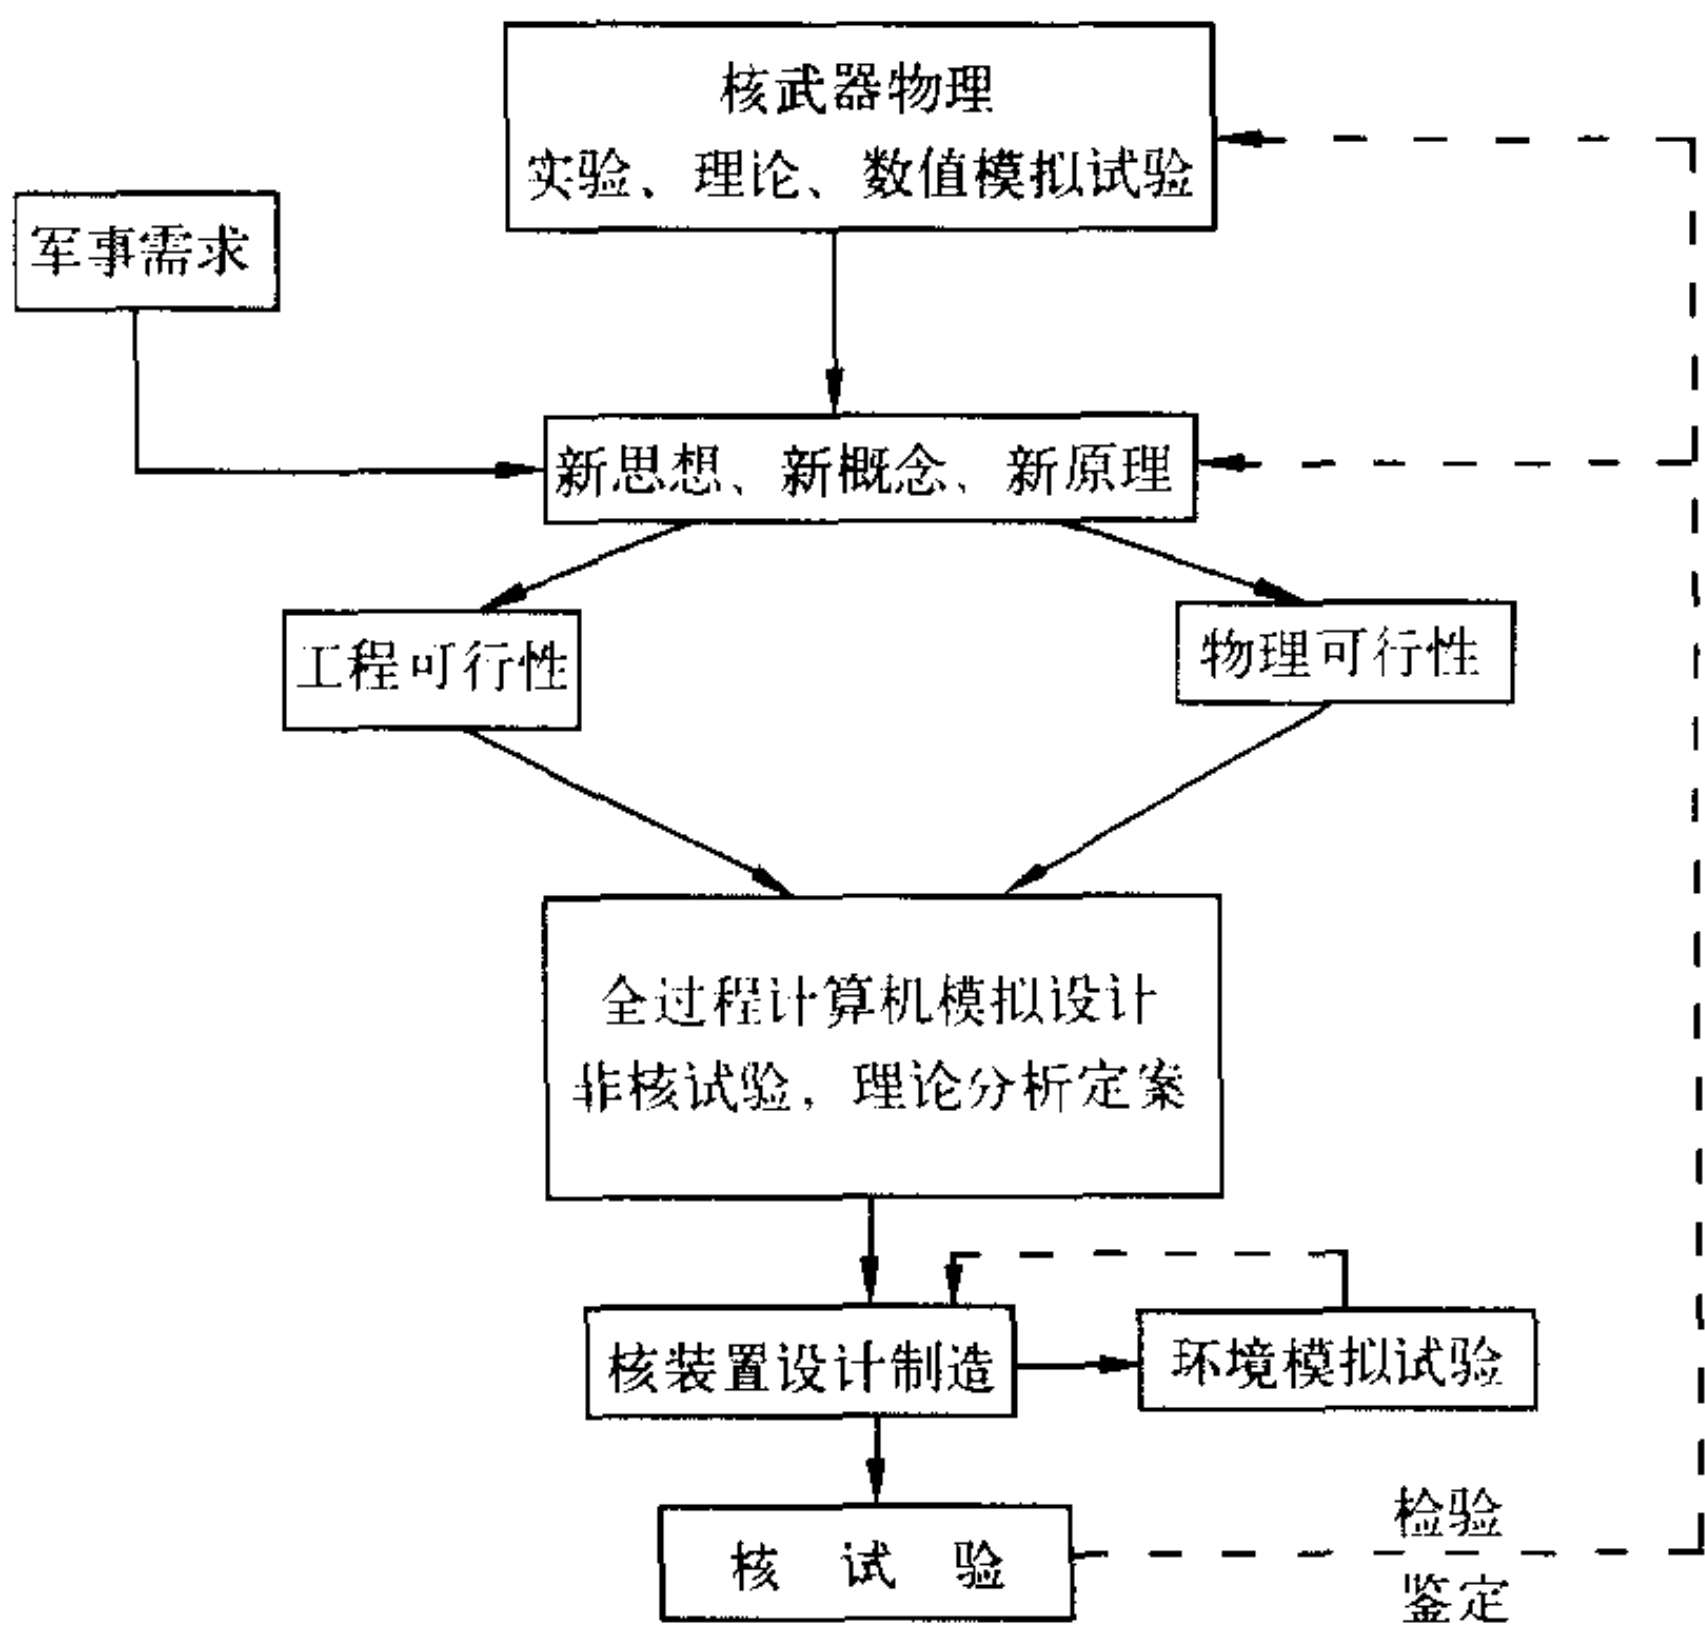 核武器物理
实验、理论、数值模拟试验
军事需求
新思想、新概念、新原理
工程可行性
物理可行性
全过程计算机模拟设计
非核试验，理论分析定案
核装置设计制造
环境模拟试验
核试验
检验
鉴定